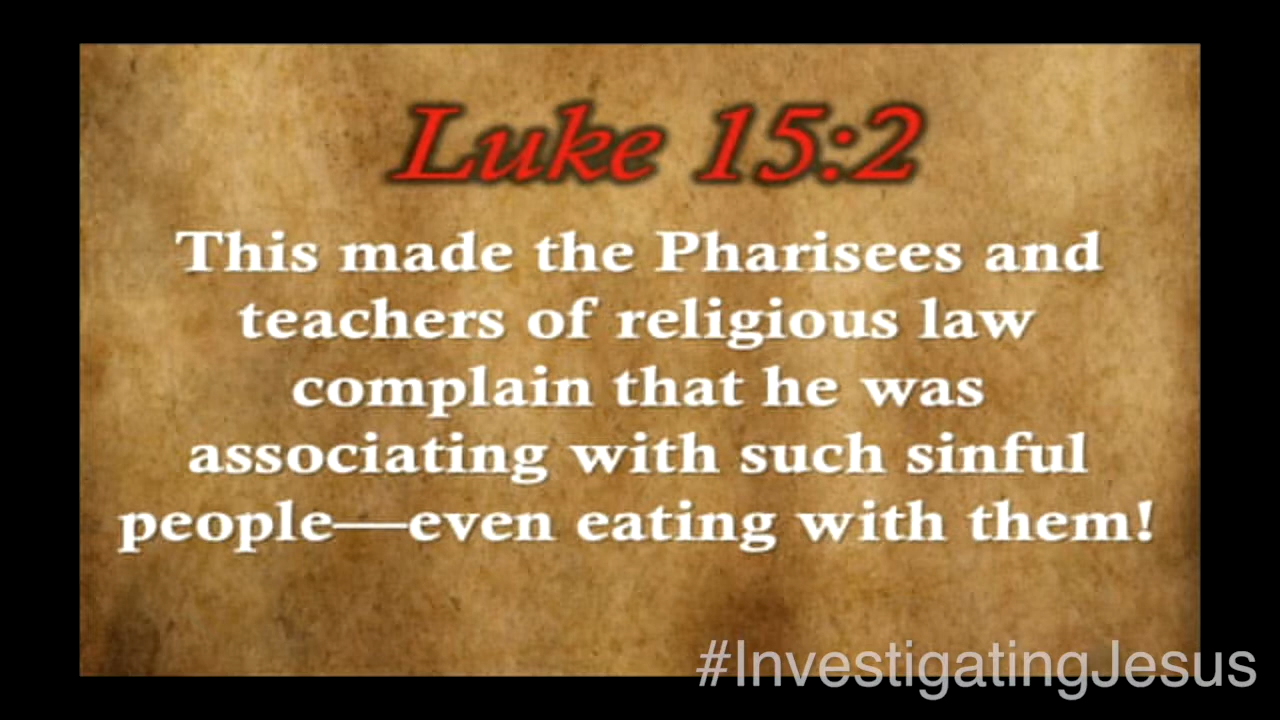 Luke 15:2
This made the Pharisees and
teachers of religious law
complain that he was
associating with such sinful
people—even eating with them!
#InvestigatingJesus